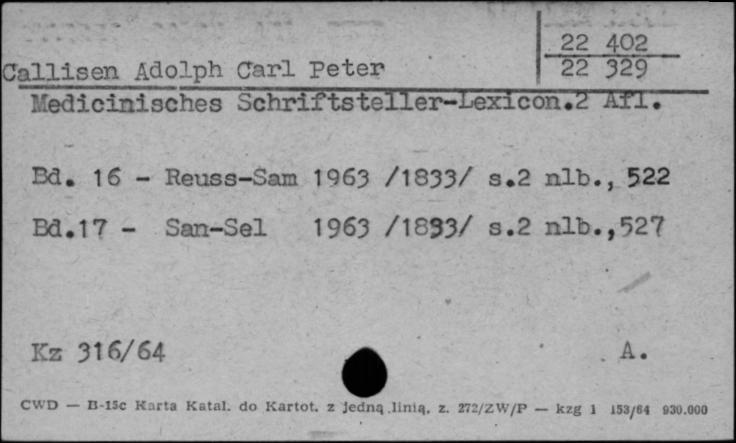 22 402
Callisen Adolph Carl Peter 22 329
Medicinisches Schriftsteller-Lexicon.2 Afl.
Bd. 16 - Reuss-Sam 1963 /1833/ s.2 nlb., 522
Bd.17 - San-Sel 1963 /1833/ s.2 nlb.,527
Kz 316/64 A.
CWD — B-15c Karta Katal. do Kartot. z jedną linią. z. 272/ZW/P — kzg 1 153/64 930.000